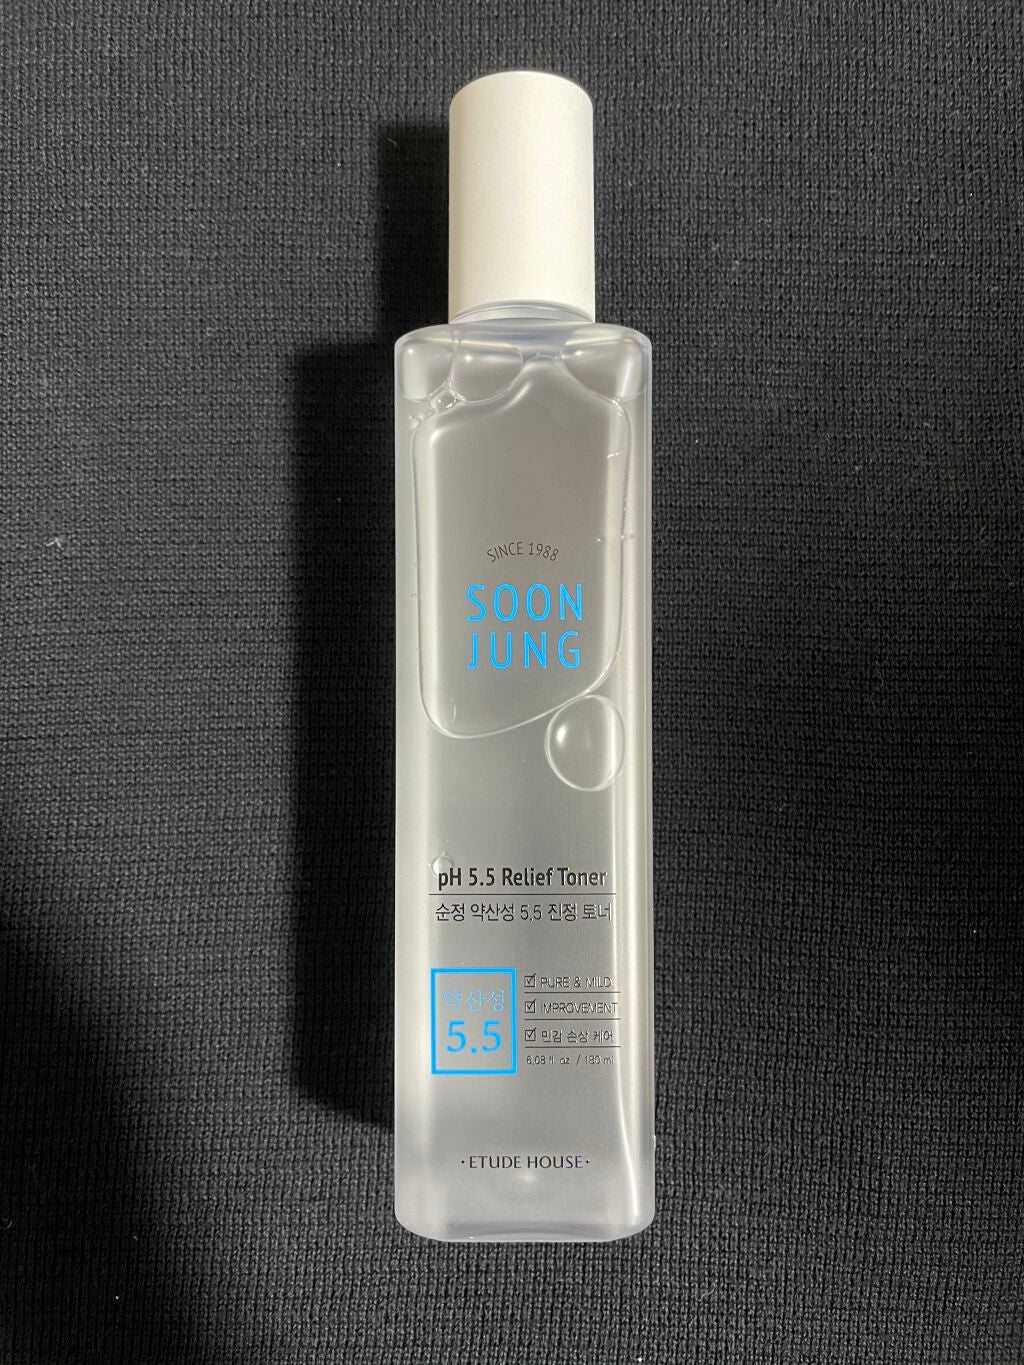 SINCE 1988
SOON
JUNG
pH 5.5 Relief Toner
순정 약산성 5.5 진정 토너
약산성
5.5
☑ PURE & MILD
☑ IMPROVEMENT
☑ 민감 손상 케어
6.08 fl. oz. / 180 ml
·ETUDE HOUSE·